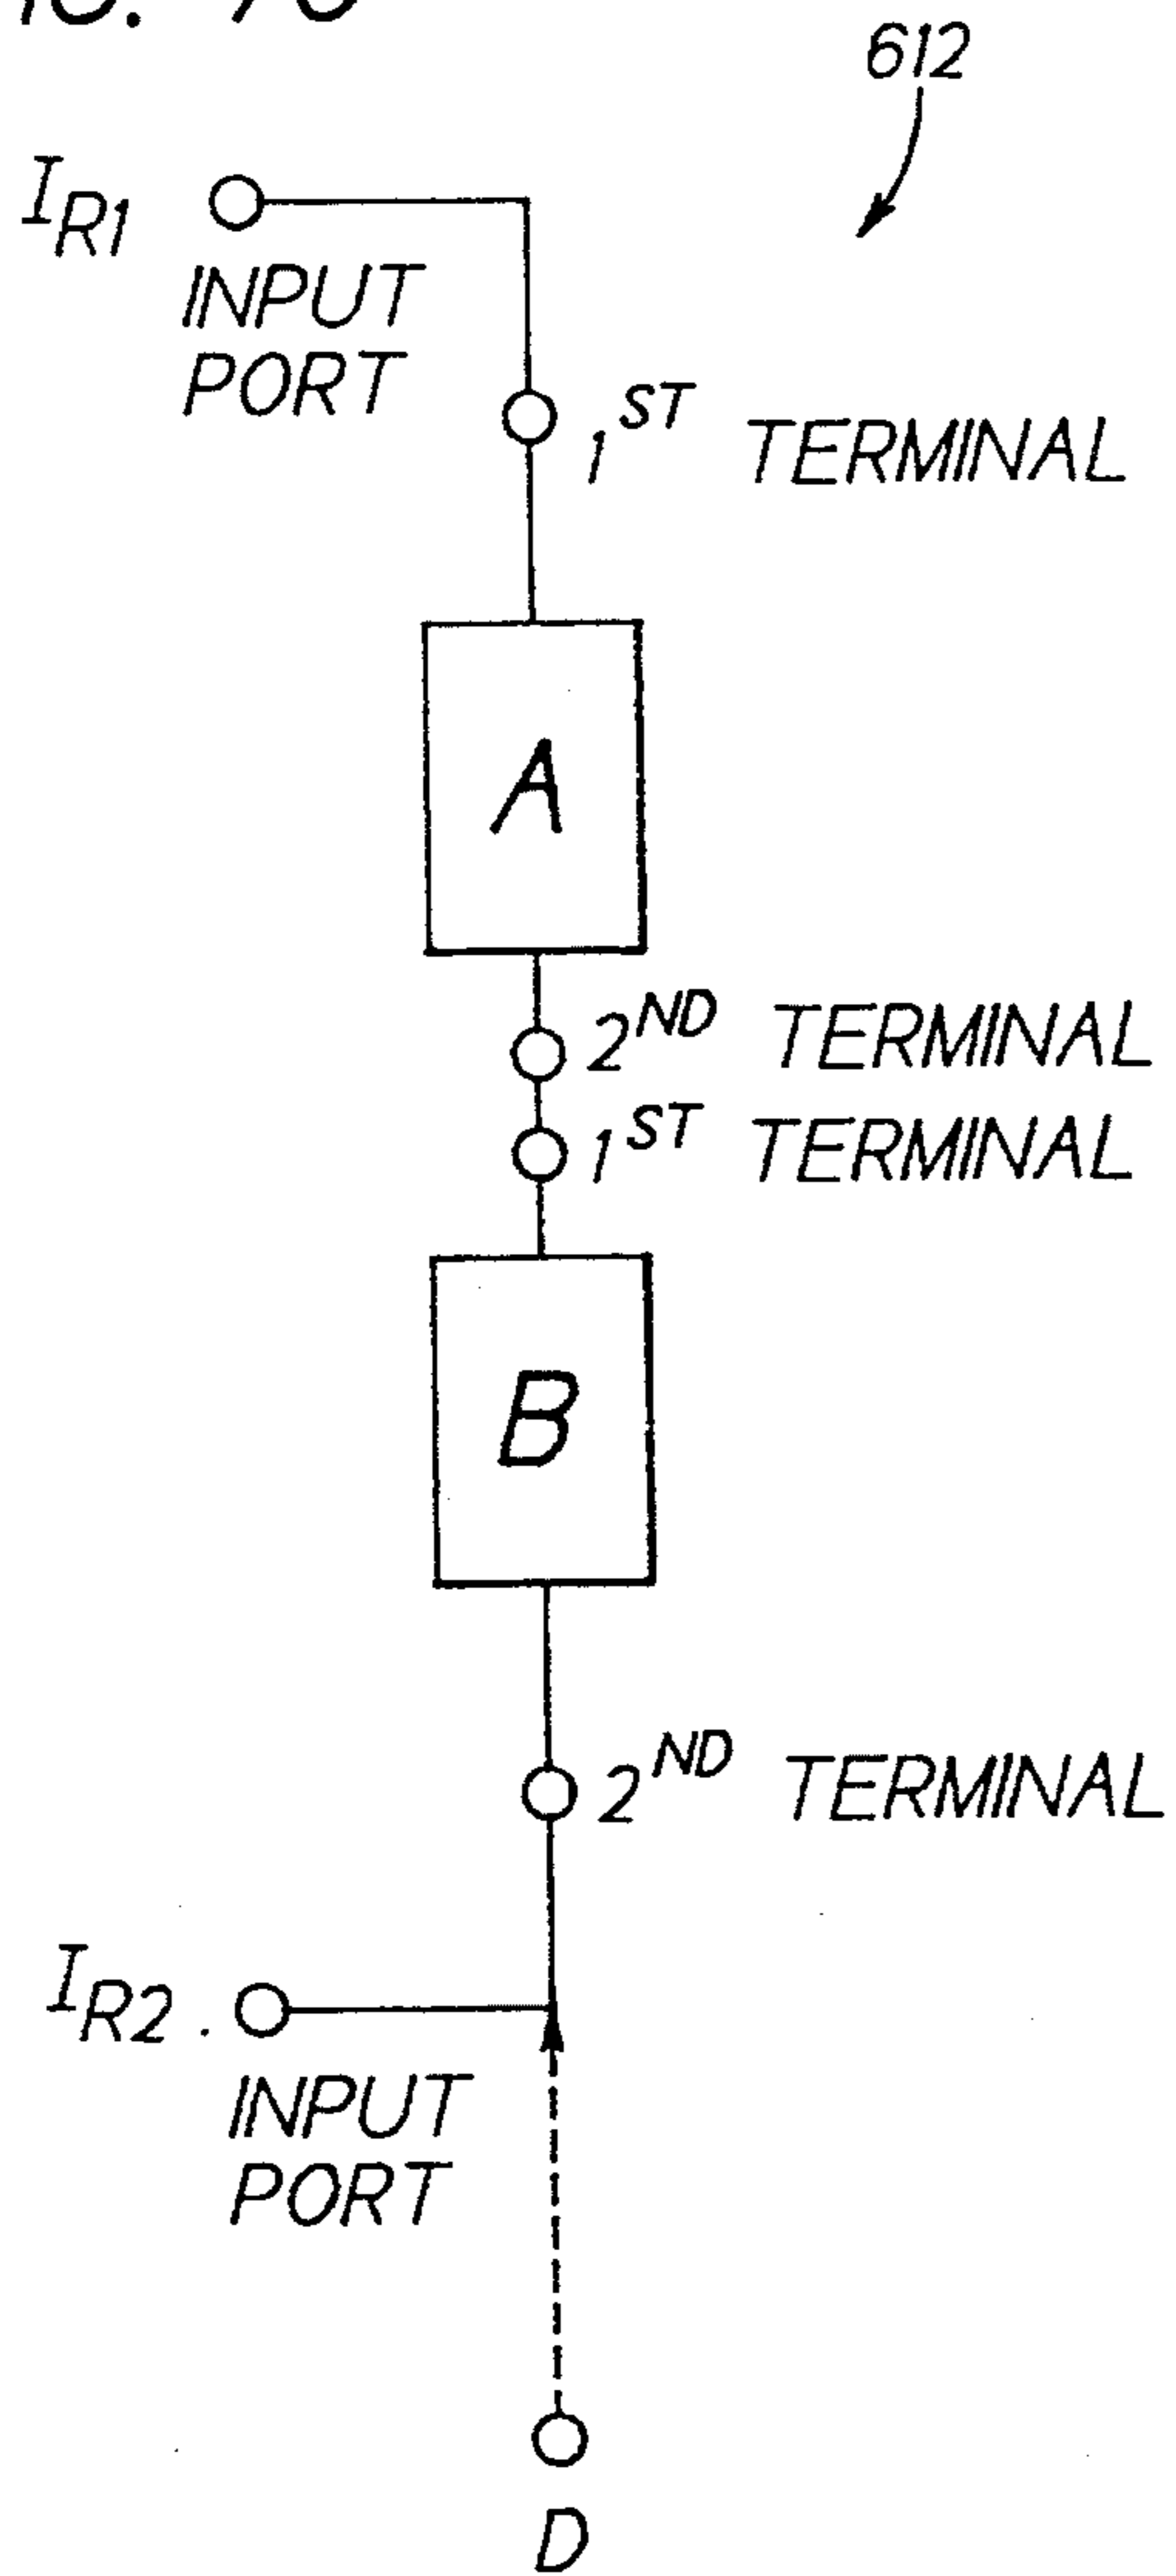 612
I_R1
INPUT
PORT
1^ST TERMINAL
A
2^ND TERMINAL
1^ST TERMINAL
B
2^ND TERMINAL
I_R2
INPUT
PORT
D